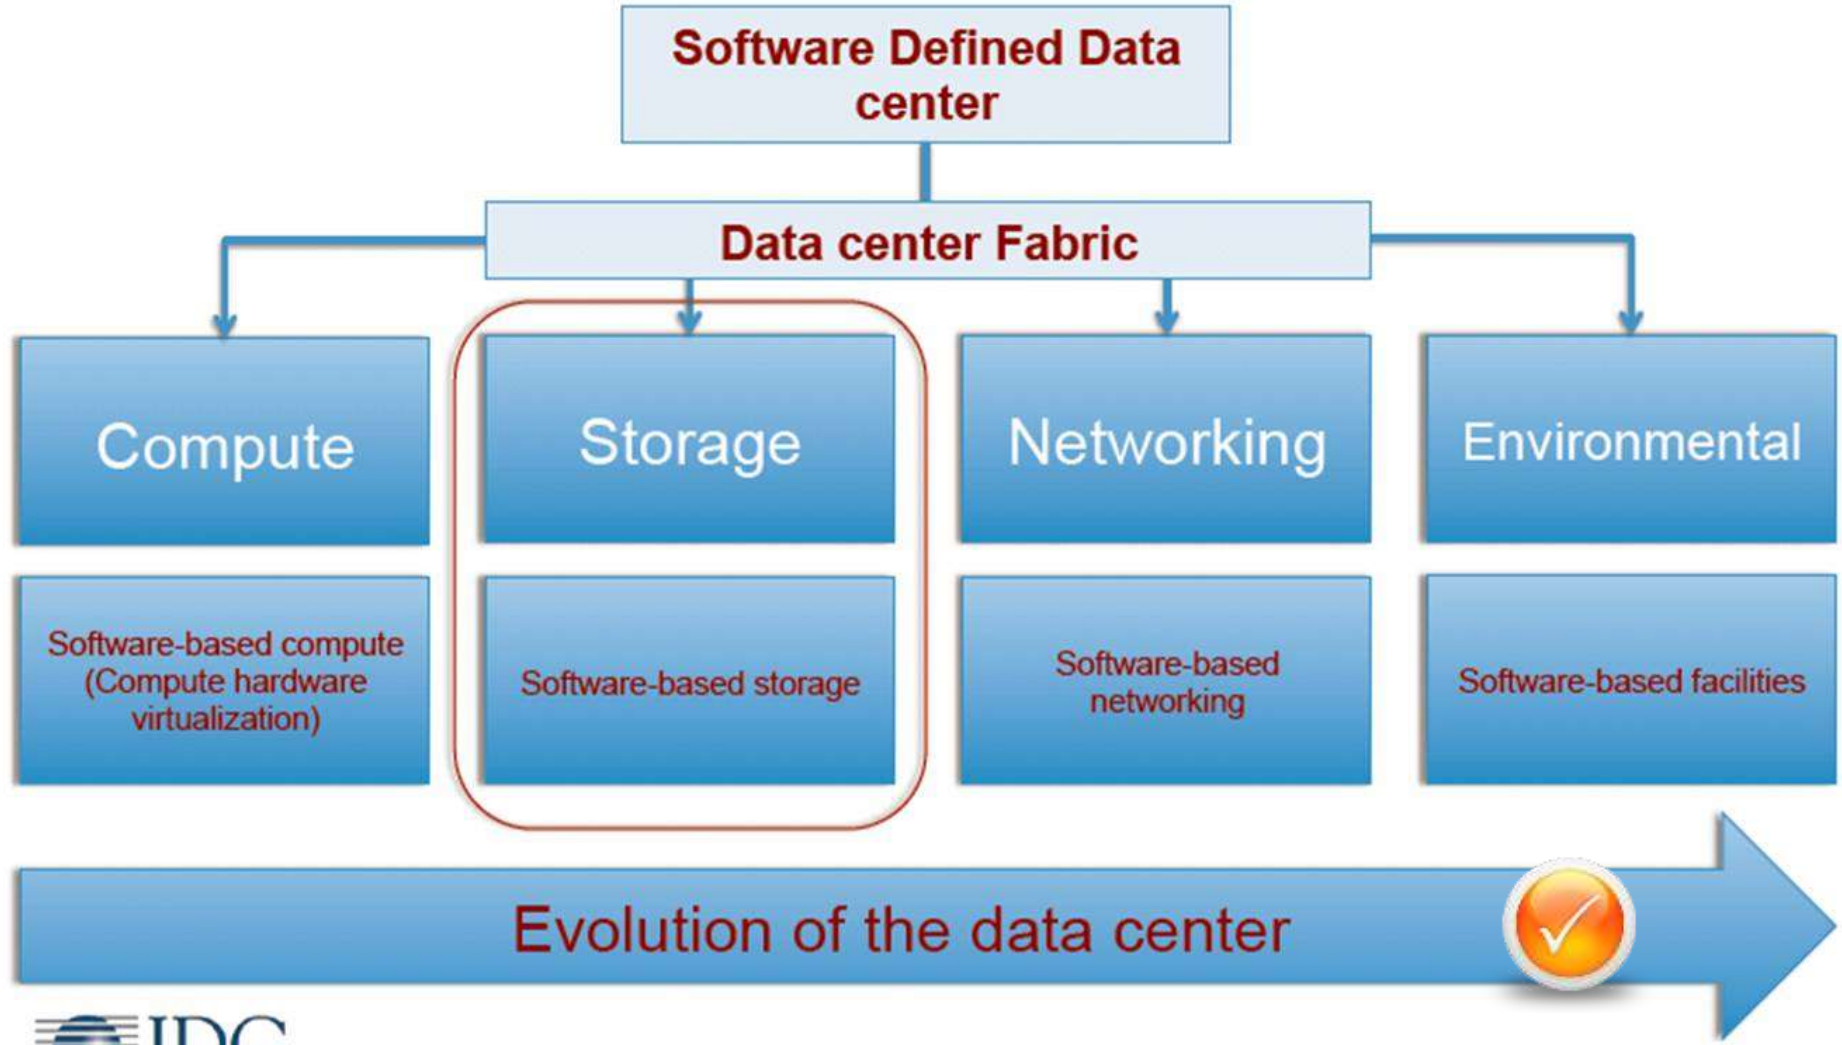 Software Defined Data
center
Data center Fabric
Compute
Storage
Networking
Environmental
Software-based compute
(Compute hardware
virtualization)
Software-based storage
Software-based
networking
Software-based facilities
Evolution of the data center
IDC